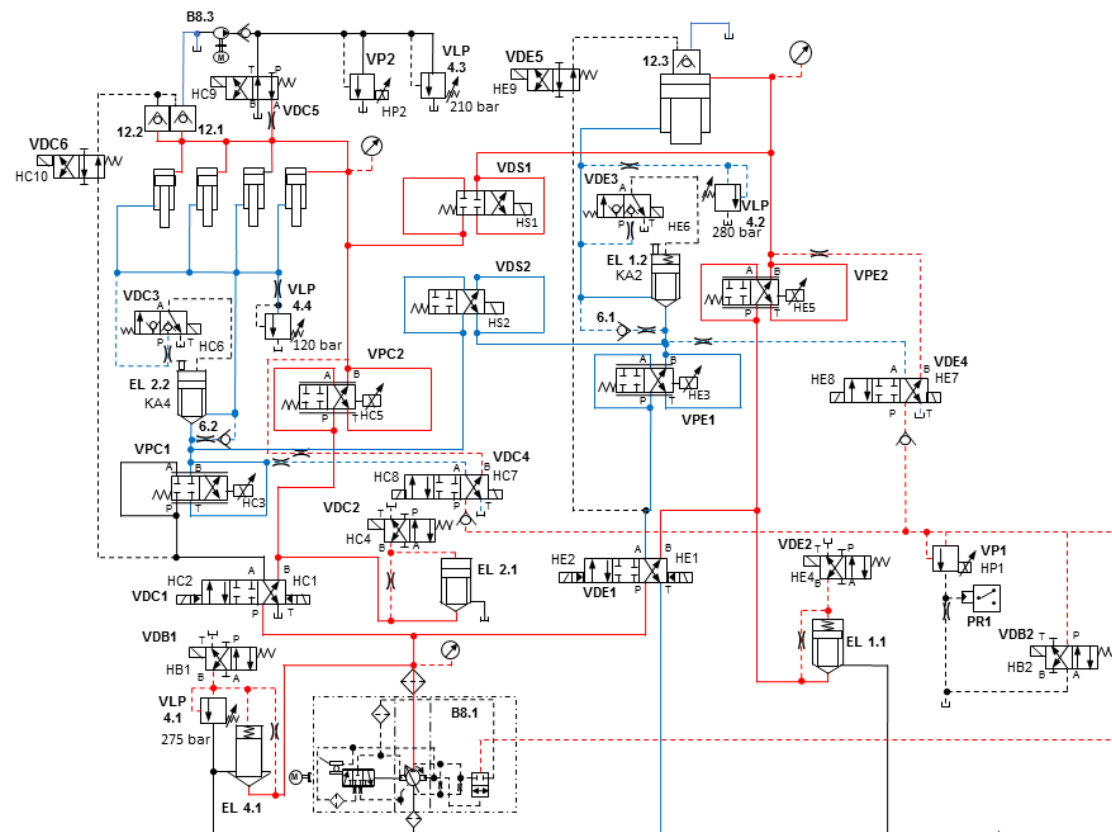 B8.3
M
T P
HC9
B A
VDC5
VP2
HP2
VLP
4.3
210 bar
VDE5
HE9
12.3
12.2
12.1
VDC6
HC10
VDS1
HS1
VDE3
A
P T
HE6
VLP
4.2
280 bar
EL 1.2
KA2
VDS2
HS2
A B
VPE2
HE5
P T
VDC3
A
P T
HC6
VLP
4.4
120 bar
EL 2.2
KA4
VPC2
A B
HC5
P T
6.1
A B
HE3
P T
VPE1
VDE4
A B
HE8
HE7
P T
6.2
VPC1
A B
HC3
P T
VDC4
A B
HC8
HC7
P T
VDC2
T P
HC4
B A
EL 2.1
VDC1
A B
HC2
HC1
P T
HE2
A B
HE1
VDE1
P T
VDE2
T P
HE4
B A
EL 1.1
VP1
HP1
PR1
VDB2
T P
HB2
B A
VDB1
T P
HB1
B A
VLP
4.1
275 bar
EL 4.1
B8.1
M